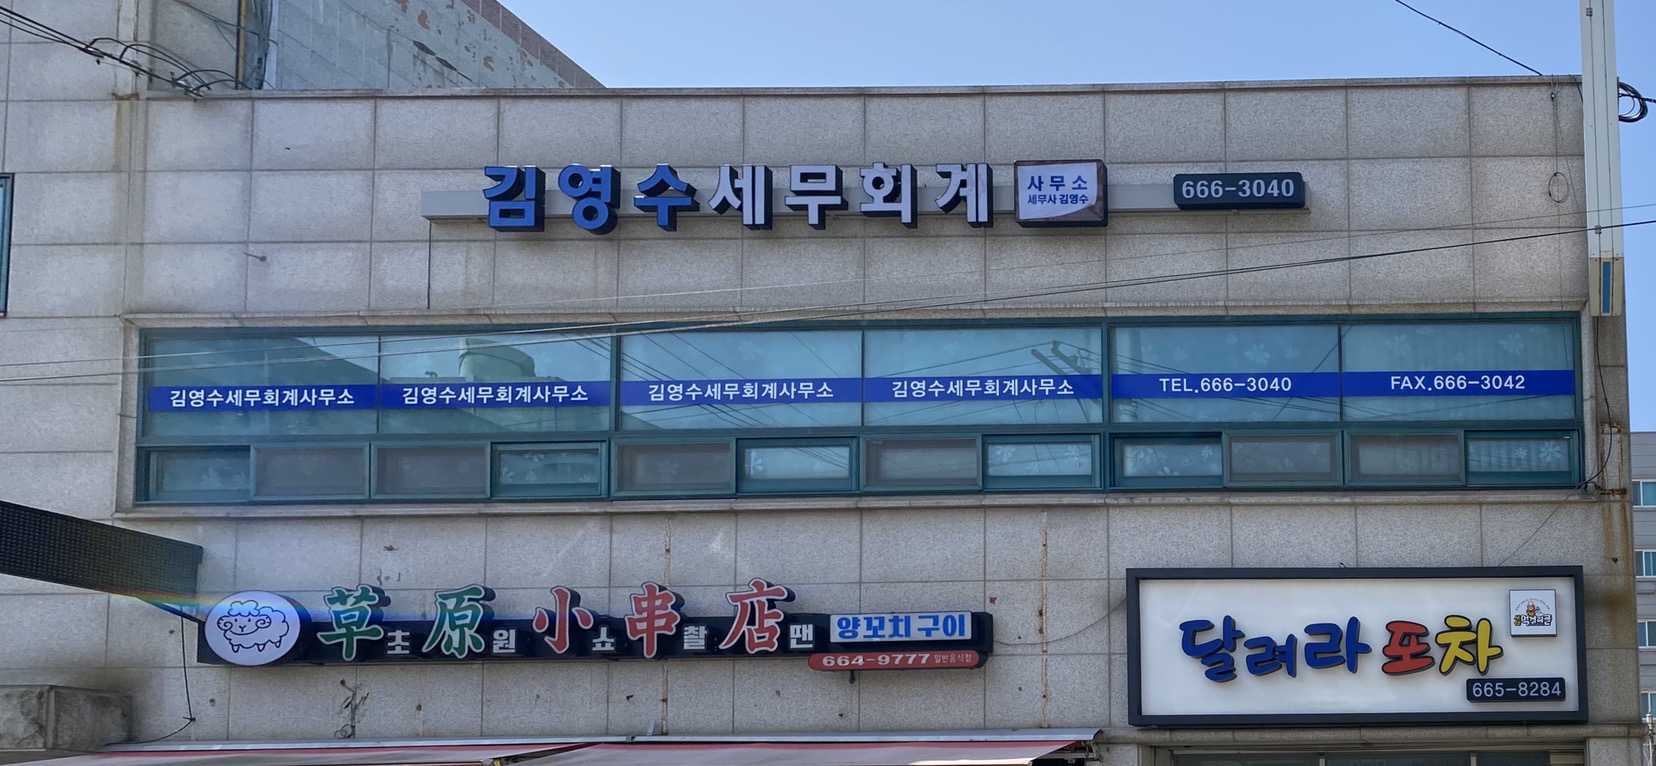 김영수세무회계
사무소
세무사 김영수
666-3040
김영수세무회계사무소 김영수세무회계사무소 김영수세무회계사무소 김영수세무회계사무소 TEL.666-3040 FAX.666-3042
草초 原원 小쇼 串촬 店땐 양꼬치구이
664-9777 일반음식점
달려라 포차
665-8284